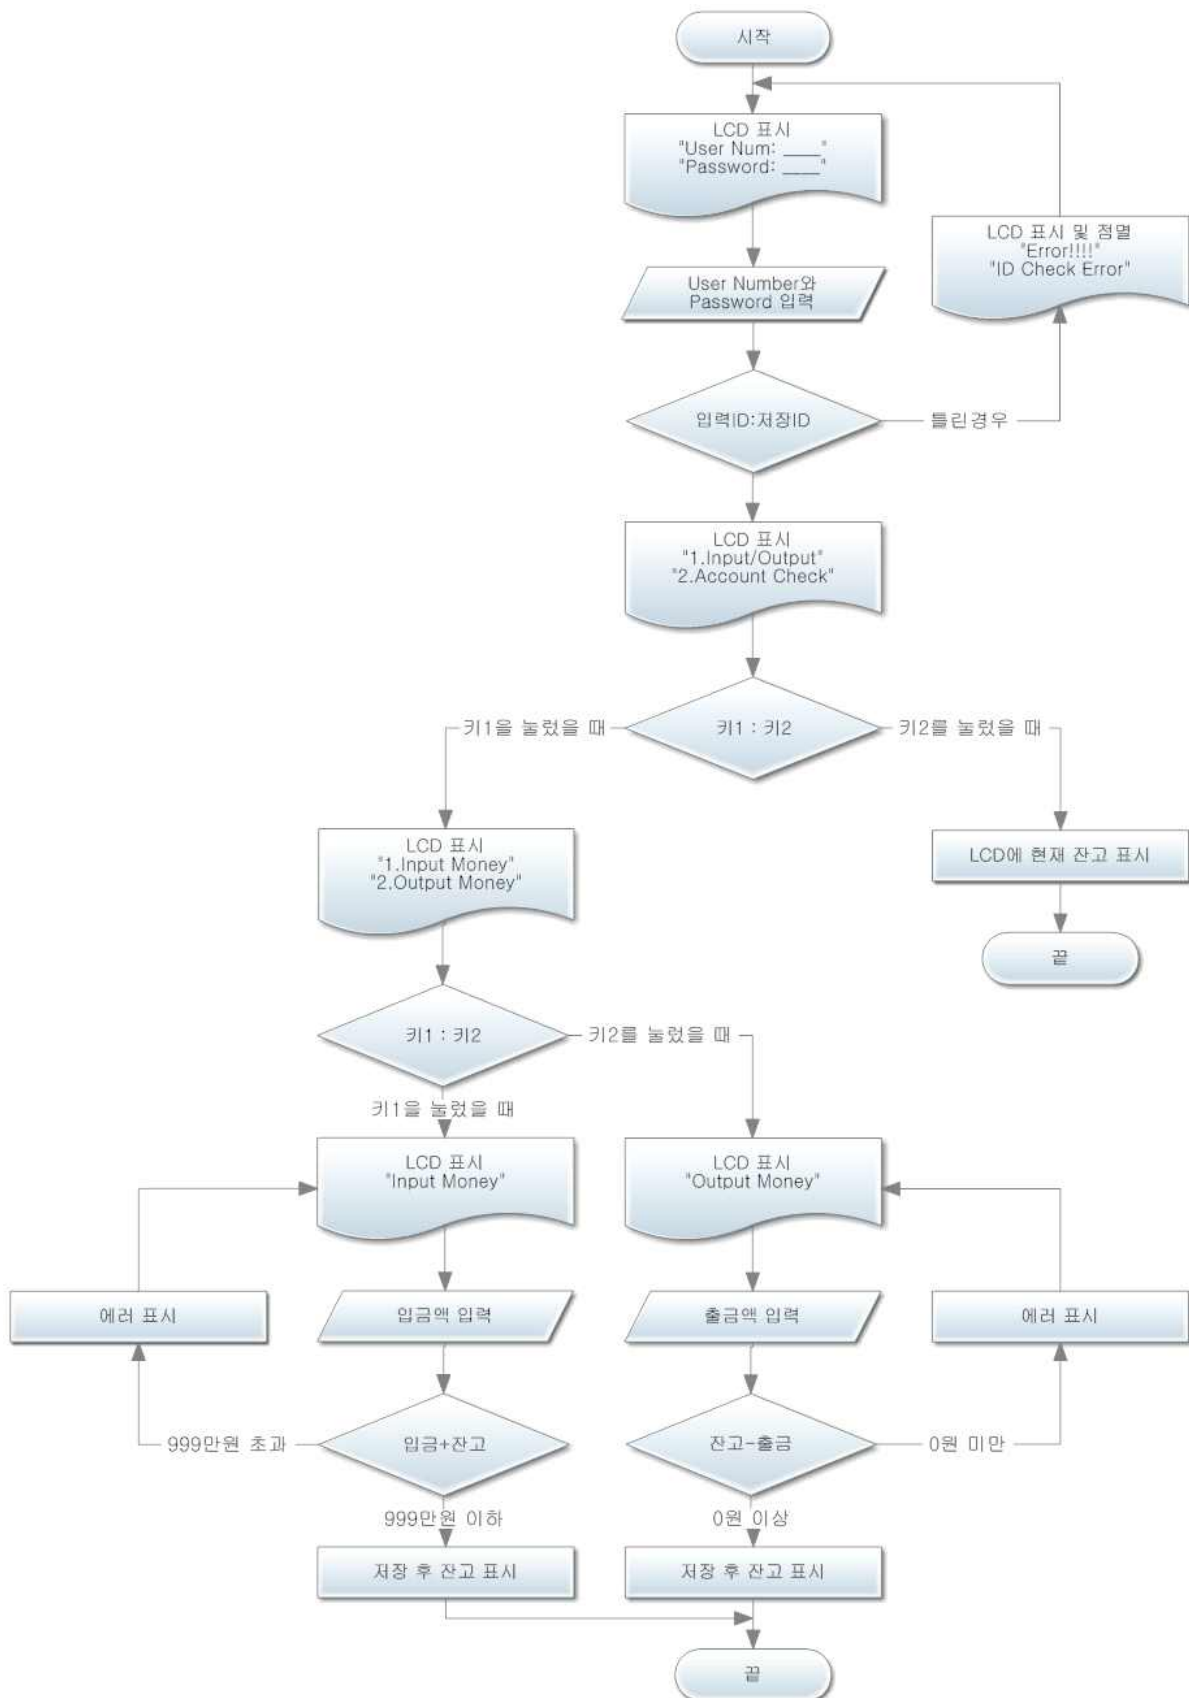 시작
LCD 표시
"User Num: ____"
"Password: ____"
LCD 표시 및 점멸
"Error!!!!"
"ID Check Error"
User Number와
Password 입력
입력ID:저장ID
틀린경우
LCD 표시
"1.Input/Output"
"2.Account Check"
키1을 눌렀을 때
키1 : 키2
키2를 눌렀을 때
LCD 표시
"1.Input Money"
"2.Output Money"
LCD에 현재 잔고 표시
끝
키1 : 키2
키2를 눌렀을 때
키1을 눌렀을 때
LCD 표시
"Input Money"
LCD 표시
"Output Money"
에러 표시
입금액 입력
출금액 입력
에러 표시
999만원 초과
입금+잔고
잔고-출금
0원 미만
999만원 이하
0원 이상
저장 후 잔고 표시
저장 후 잔고 표시
끝